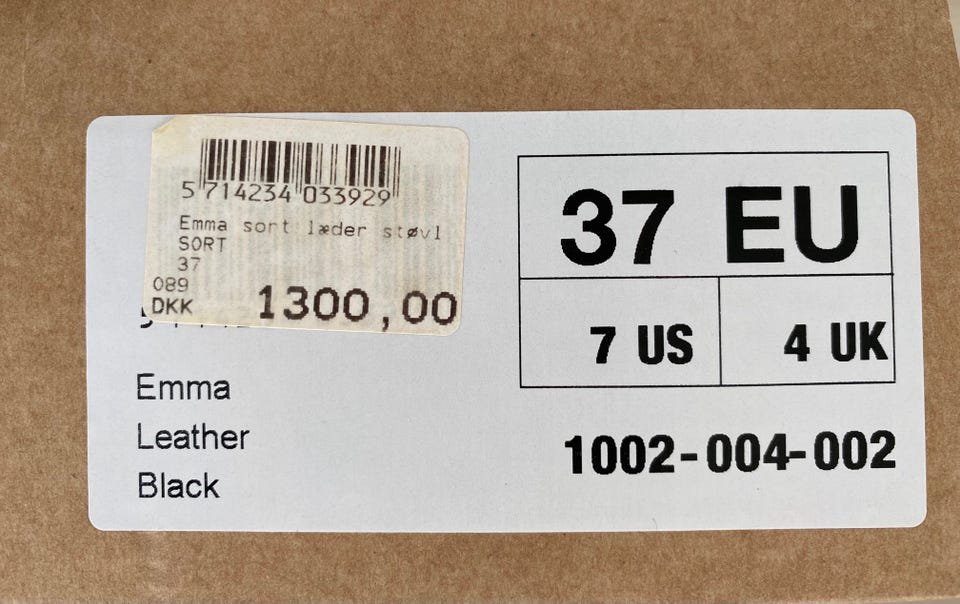 5 714234 033929
Emma sort læder støvl
SORT
37
089
DKK 1300,00
37 EU
7 US 4 UK
Emma
Leather
Black
1002-004-002